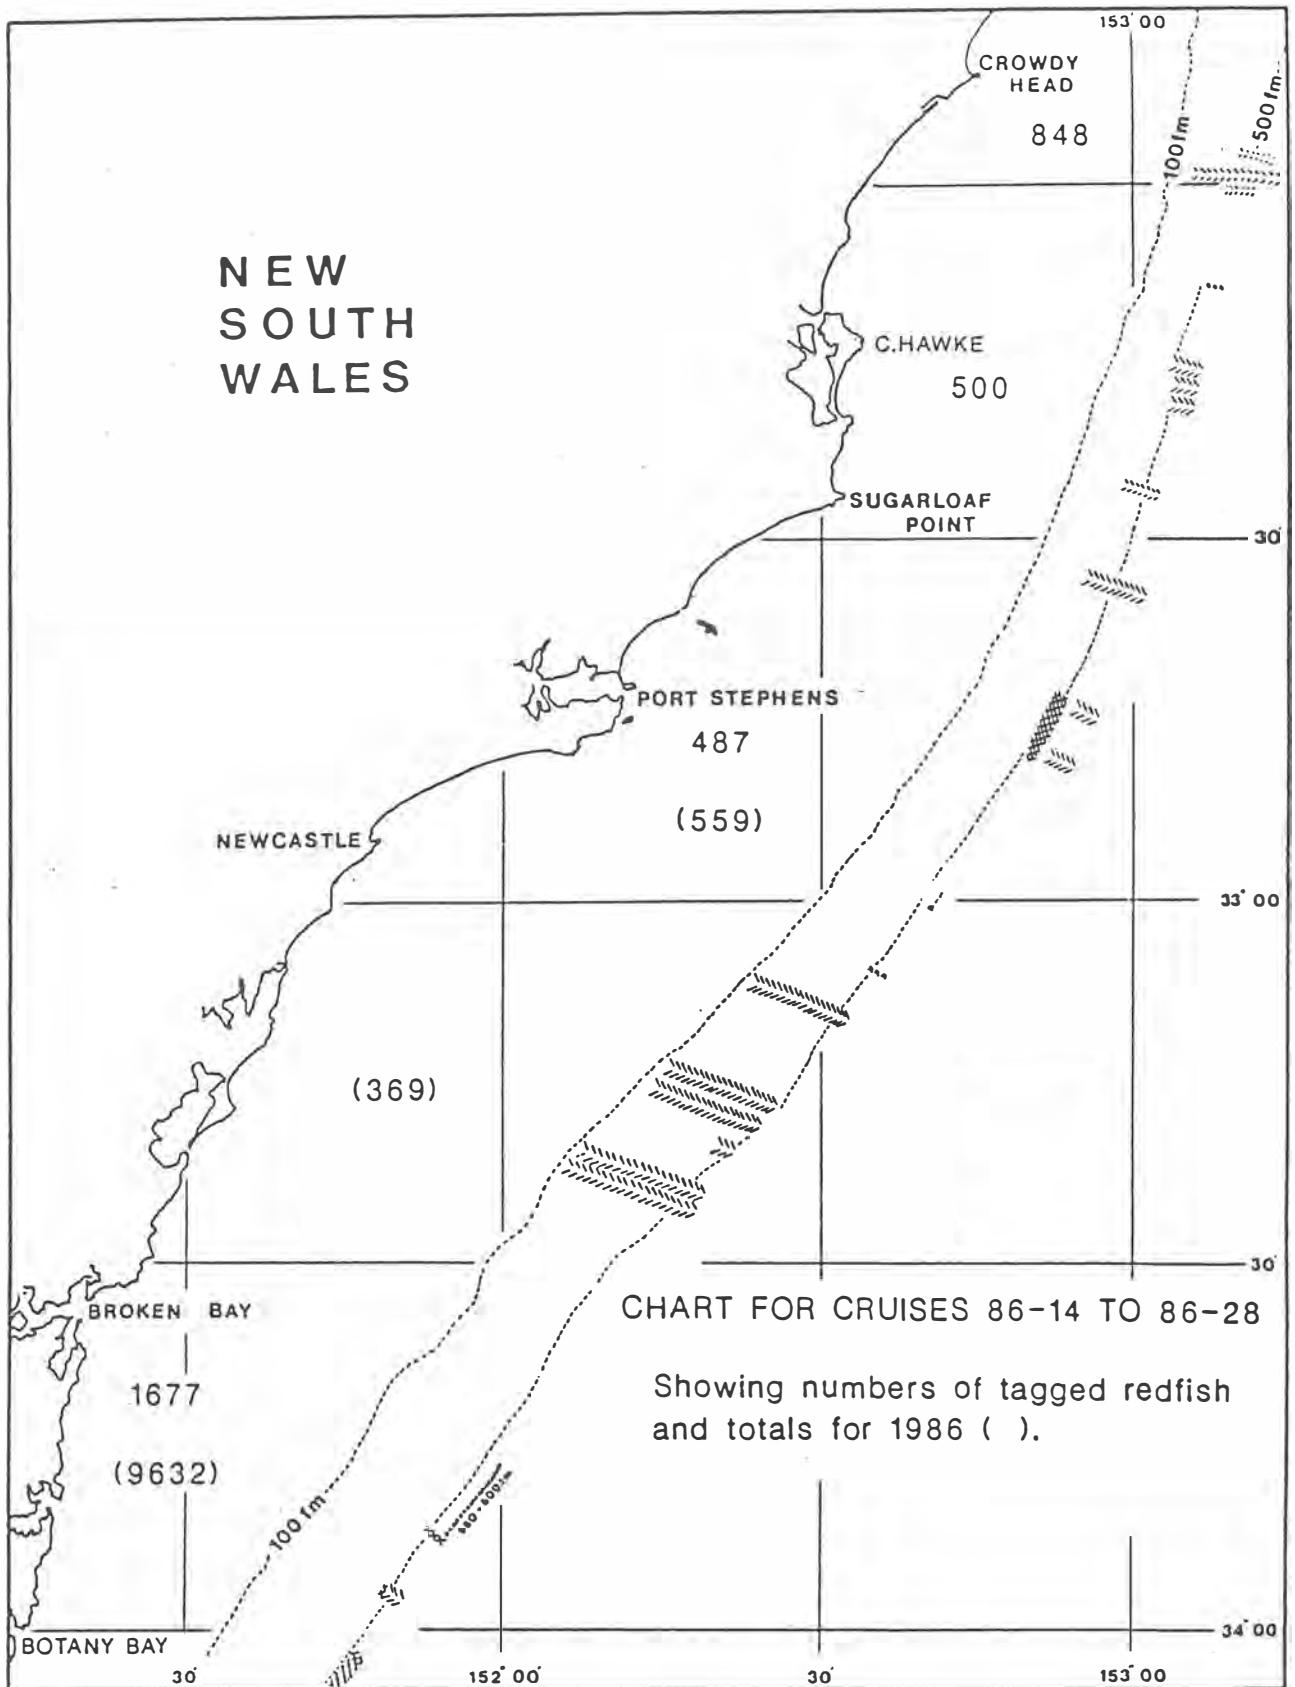 153° 00
CROWDY
HEAD
848
100fm
500fm
NEW
SOUTH
WALES
C.HAWKE
500
SUGARLOAF
POINT
30'
PORT STEPHENS
487
(559)
NEWCASTLE
33° 00
(369)
30'
BROKEN BAY
CHART FOR CRUISES 86-14 TO 86-28
1677
Showing numbers of tagged redfish
and totals for 1986 ( ).
(9632)
100fm
BOTANY BAY
34° 00
30'
152° 00'
30'
153° 00